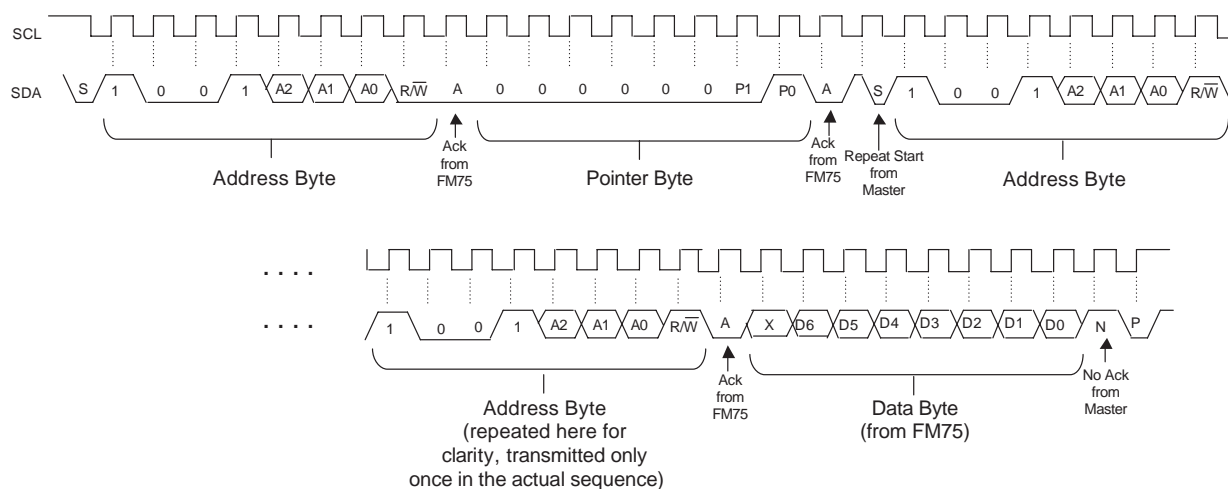 SCL
SDA S 1 0 0 1 A2 A1 A0 R/W̅ A 0 0 0 0 0 0 P1 P0 A S 1 0 0 1 A2 A1 A0 R/W̅
Ack
from
FM75
Ack
from
FM75
Repeat Start
from
Master
Address Byte
Pointer Byte
Address Byte
. . . .
. . . . 1 0 0 1 A2 A1 A0 R/W̅ A X D6 D5 D4 D3 D2 D1 D0 N P
Ack
from
FM75
No Ack
from
Master
Address Byte
(repeated here for
clarity, transmitted only
once in the actual sequence)
Data Byte
(from FM75)